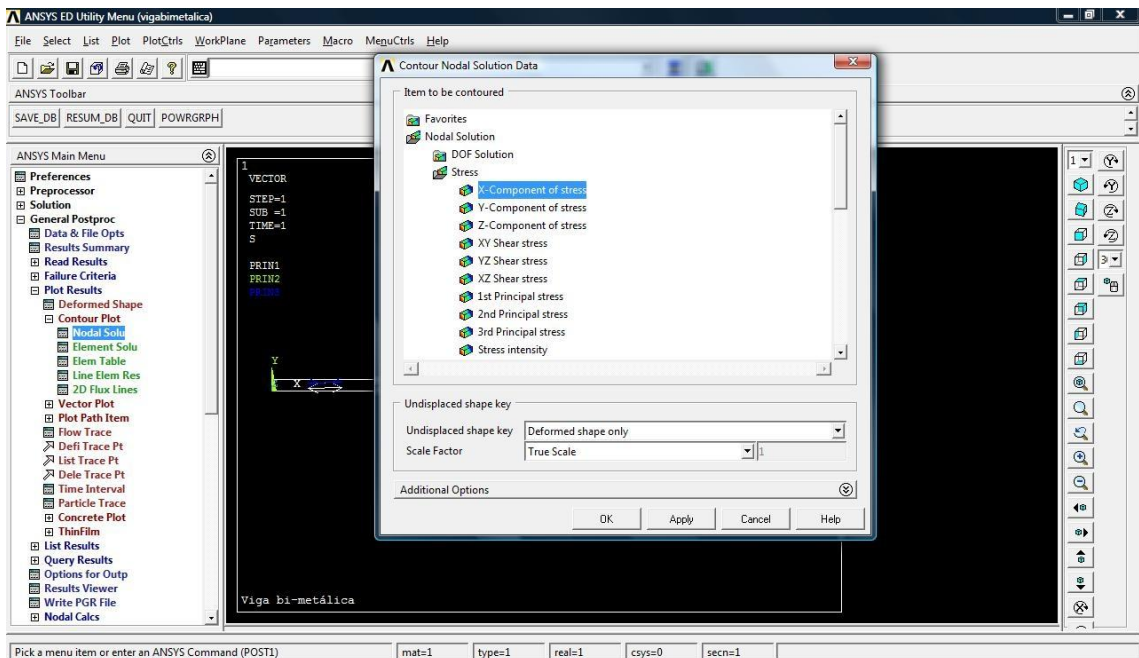 ANSYS ED Utility Menu (vigabimetalica)
File Select List Plot PlotCtrls WorkPlane Parameters Macro MenuCtrls Help
ANSYS Toolbar
SAVE_DB RESUM_DB QUIT POWRGRPH
ANSYS Main Menu
Preferences
Preprocessor
Solution
General Postproc
Data & File Opts
Results Summary
Read Results
Failure Criteria
Plot Results
Deformed Shape
Contour Plot
Nodal Solu
Element Solu
Elem Table
Line Elem Res
2D Flux Lines
Vector Plot
Plot Path Item
Flow Trace
Defi Trace Pt
List Trace Pt
Dele Trace Pt
Time Interval
Particle Trace
Concrete Plot
ThinFilm
List Results
Query Results
Options for Outp
Results Viewer
Write PGR File
Nodal Calcs
1
VECTOR
STEP=1
SUB =1
TIME=1
S
PRIN1
PRIN2
PRIN3
Y
X
Viga bi-metálica
Contour Nodal Solution Data
Item to be contoured
Favorites
Nodal Solution
DOF Solution
Stress
X-Component of stress
Y-Component of stress
Z-Component of stress
XY Shear stress
YZ Shear stress
XZ Shear stress
1st Principal stress
2nd Principal stress
3rd Principal stress
Stress intensity
Undisplaced shape key
Undisplaced shape key Deformed shape only
Scale Factor True Scale 1
Additional Options
OK Apply Cancel Help
1
Pick a menu item or enter an ANSYS Command (POST1) mat=1 type=1 real=1 csys=0 secn=1